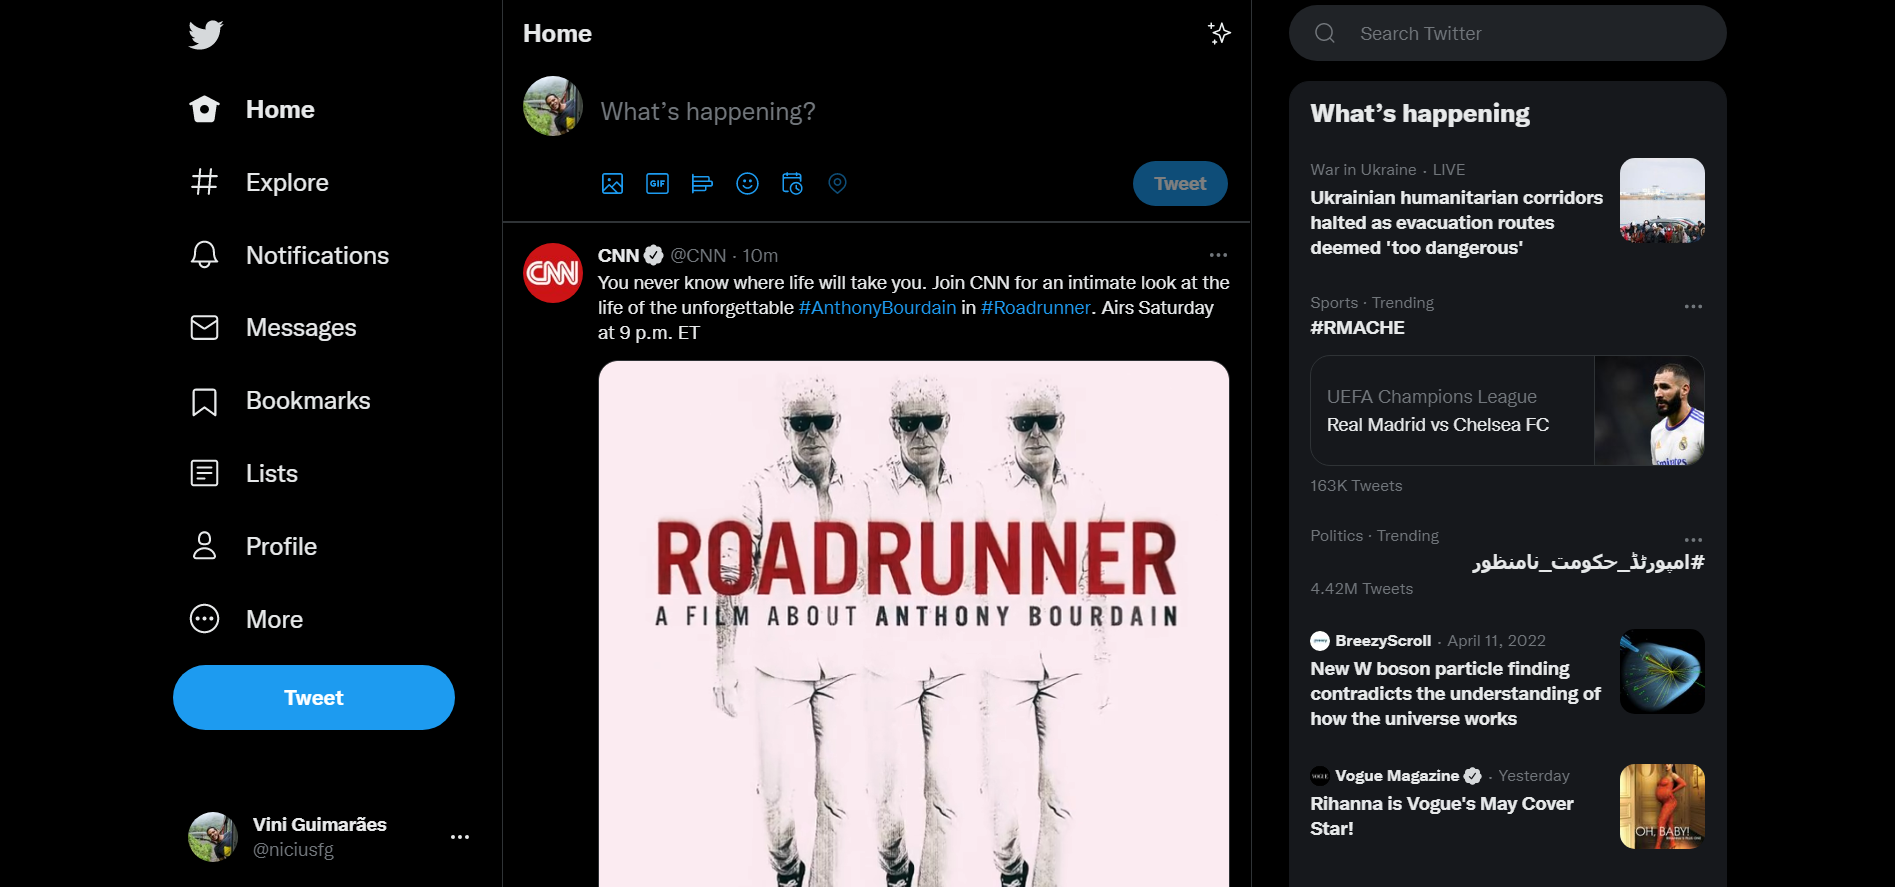 Home
Explore
Notifications
Messages
Bookmarks
Lists
Profile
More
Tweet
Vini Guimarães
@niciusfg
Home
What’s happening?
GIF
Tweet
CNN @CNN · 10m
CNN
You never know where life will take you. Join CNN for an intimate look at the
life of the unforgettable #AnthonyBourdain in #Roadrunner. Airs Saturday
at 9 p.m. ET
ROADRUNNER
A FILM ABOUT ANTHONY BOURDAIN
Search Twitter
What’s happening
War in Ukraine · LIVE
Ukrainian humanitarian corridors
halted as evacuation routes
deemed 'too dangerous'
Sports · Trending
#RMACHE
UEFA Champions League
Real Madrid vs Chelsea FC
163K Tweets
Politics · Trending
#امپورٹڈ_حکومت_نامنظور
4.42M Tweets
BreezyScroll · April 11, 2022
New W boson particle finding
contradicts the understanding of
how the universe works
VOGUE
Vogue Magazine · Yesterday
Rihanna is Vogue's May Cover
Star!
OH, BABY!